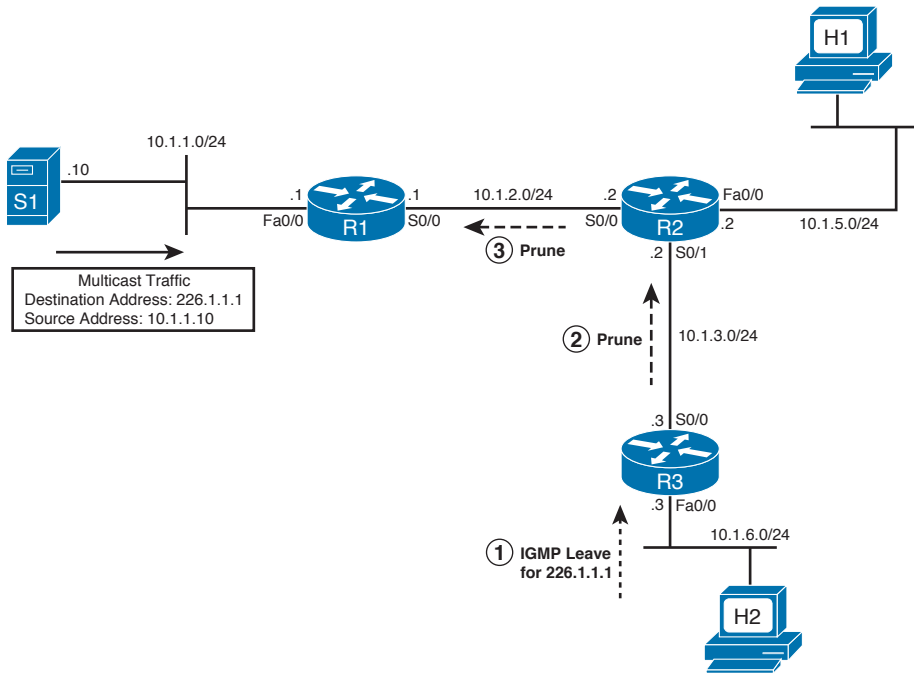 H1
10.1.1.0/24
.10
S1
.1
Fa0/0
R1
.1
S0/0
10.1.2.0/24
.2
S0/0
R2
Fa0/0
.2
10.1.5.0/24
3 Prune
.2 S0/1
Multicast Traffic
Destination Address: 226.1.1.1
Source Address: 10.1.1.10
2 Prune
10.1.3.0/24
.3 S0/0
R3
.3 Fa0/0
10.1.6.0/24
1 IGMP Leave
for 226.1.1.1
H2